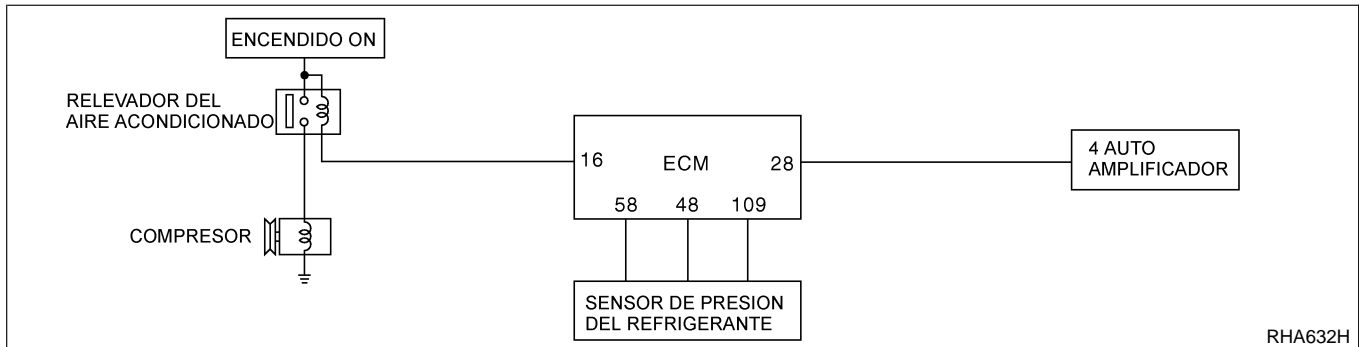 ENCENDIDO ON
RELEVADOR DEL
AIRE ACONDICIONADO
16
ECM
28
58
48
109
4 AUTO
AMPLIFICADOR
COMPRESOR
SENSOR DE PRESION
DEL REFRIGERANTE
RHA632H